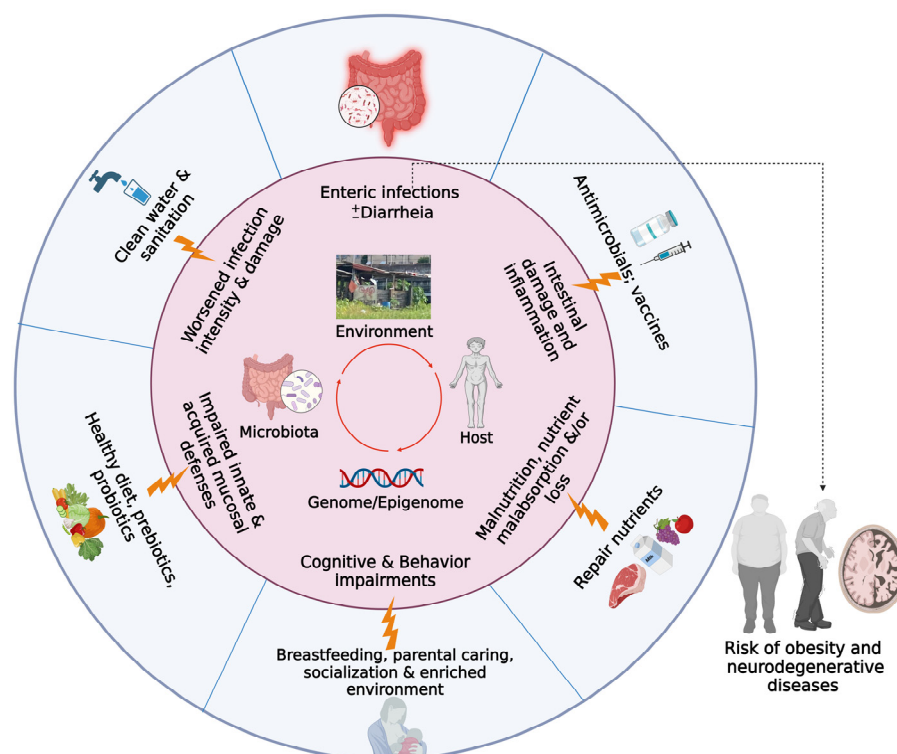 Enteric infections
±Diarrheia
Antimicrobials; vaccines
Intestinal
damage and
inflammation
Clean water &
sanitation
Worsened infection
intensity & damage
Environment
Microbiota
Host
Genome/Epigenome
Healthy diet, prebiotics,
probiotics
Impaired innate &
acquired mucosal
defenses
Malnutrition, nutrient
malabsorption &/or
loss
Repair nutrients
Cognitive & Behavior
impairments
Breastfeeding, parental caring,
socialization & enriched
environment
Risk of obesity and
neurodegenerative
diseases